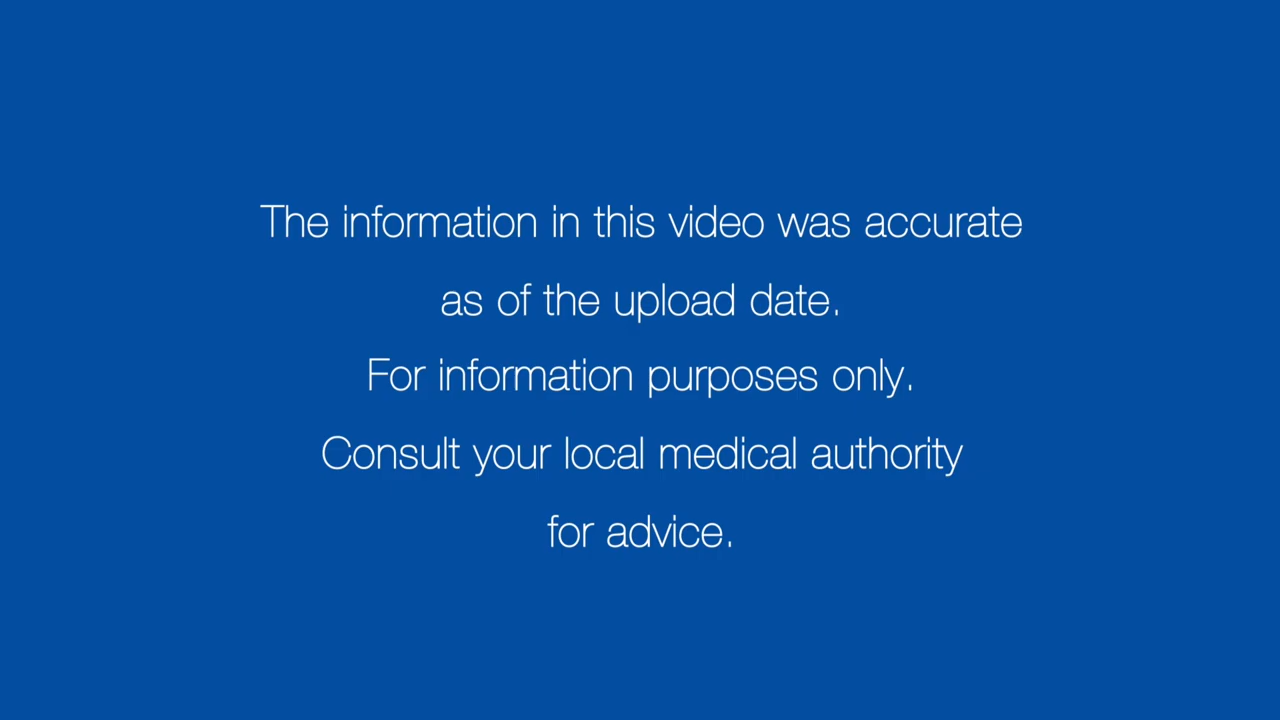 The information in this video was accurate
as of the upload date.
For information purposes only.
Consult your local medical authority
for advice.